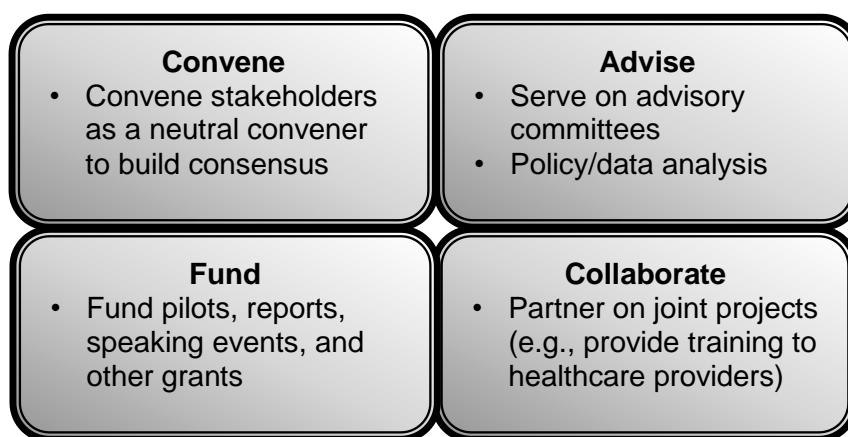 Convene
• Convene stakeholders
as a neutral convener
to build consensus
Advise
• Serve on advisory
committees
• Policy/data analysis
Fund
• Fund pilots, reports,
speaking events, and
other grants
Collaborate
• Partner on joint projects
(e.g., provide training to
healthcare providers)